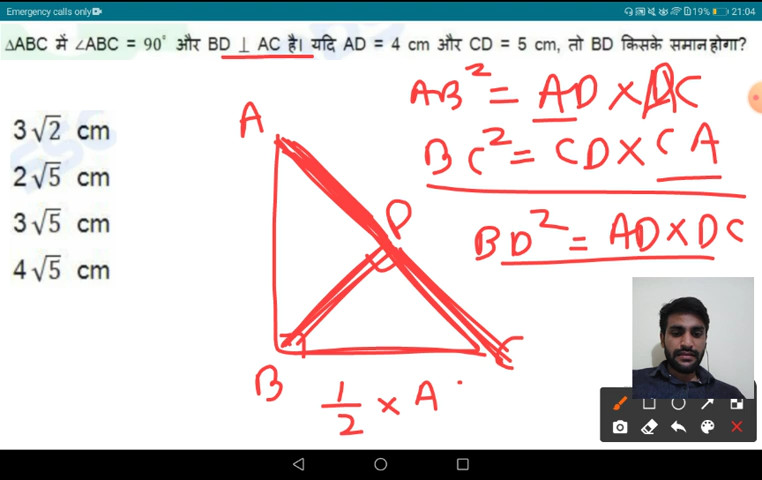 Emergency calls only 19% 21:04
ΔABC में ∠ABC = 90° और BD ⊥ AC है। यदि AD = 4 cm और CD = 5 cm, तो BD किसके समान होगा?
3√2 cm
2√5 cm
3√5 cm
4√5 cm
AB² = AD × AC
BC² = CD × CA
BD² = AD × DC
A
D
B
C
1/2 × A